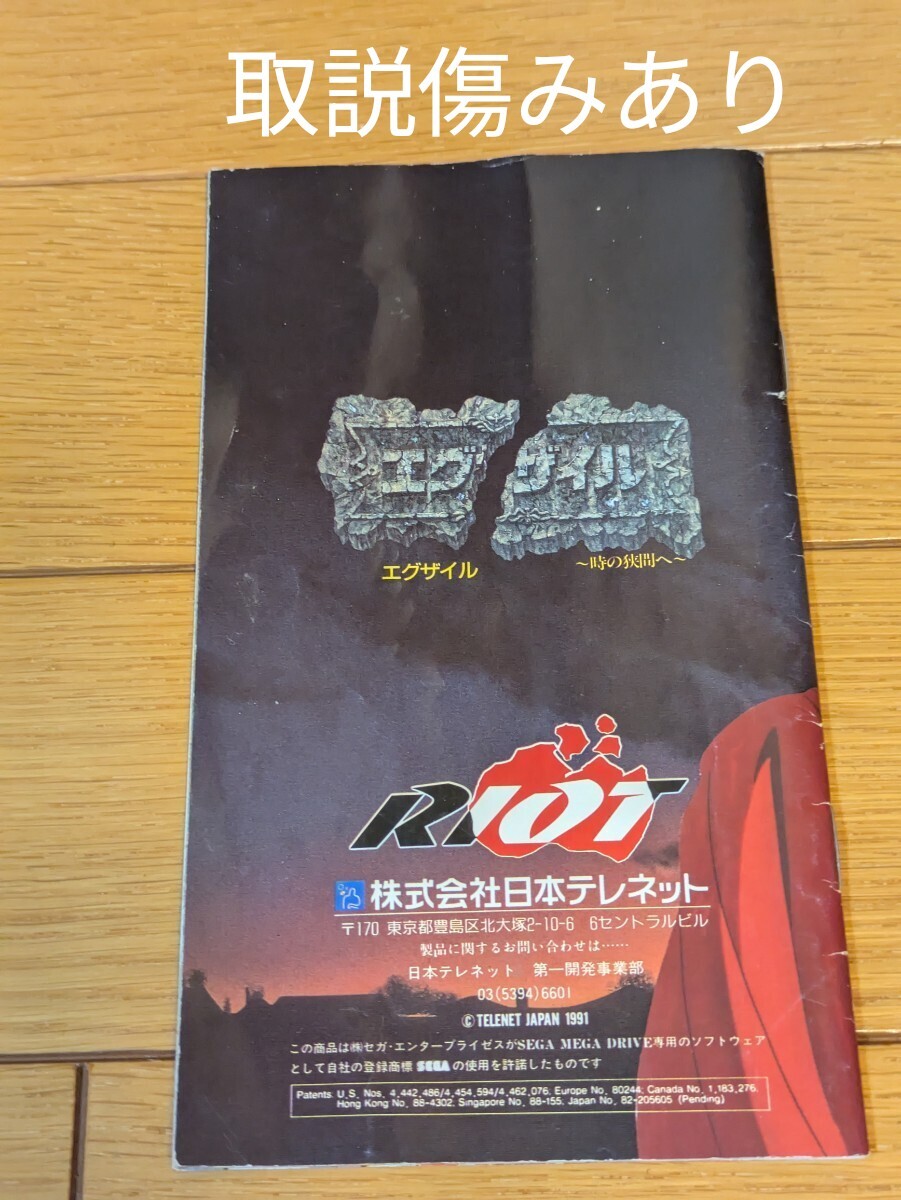 取説傷みあり
エグザイル
エグザイル
~時の狭間へ~
RIOT
株式会社日本テレネット
〒170 東京都豊島区北大塚2-10-6 6セントラルビル
製品に関するお問い合わせは……
日本テレネット 第一開発事業部
03(5394)6601
© TELENET JAPAN 1991
この商品は㈱セガ・エンタープライゼスがSEGA MEGA DRIVE専用のソフトウェア
として自社の登録商標 SEGA の使用を許諾したものです
Patents: U.S. Nos. 4,442,486/4,454,594/4,462,076; Europe No. 80244; Canada No. 1,183,276;
Hong Kong No. 88-4302; Singapore No. 88-155; Japan No. 82-205605 (Pending)